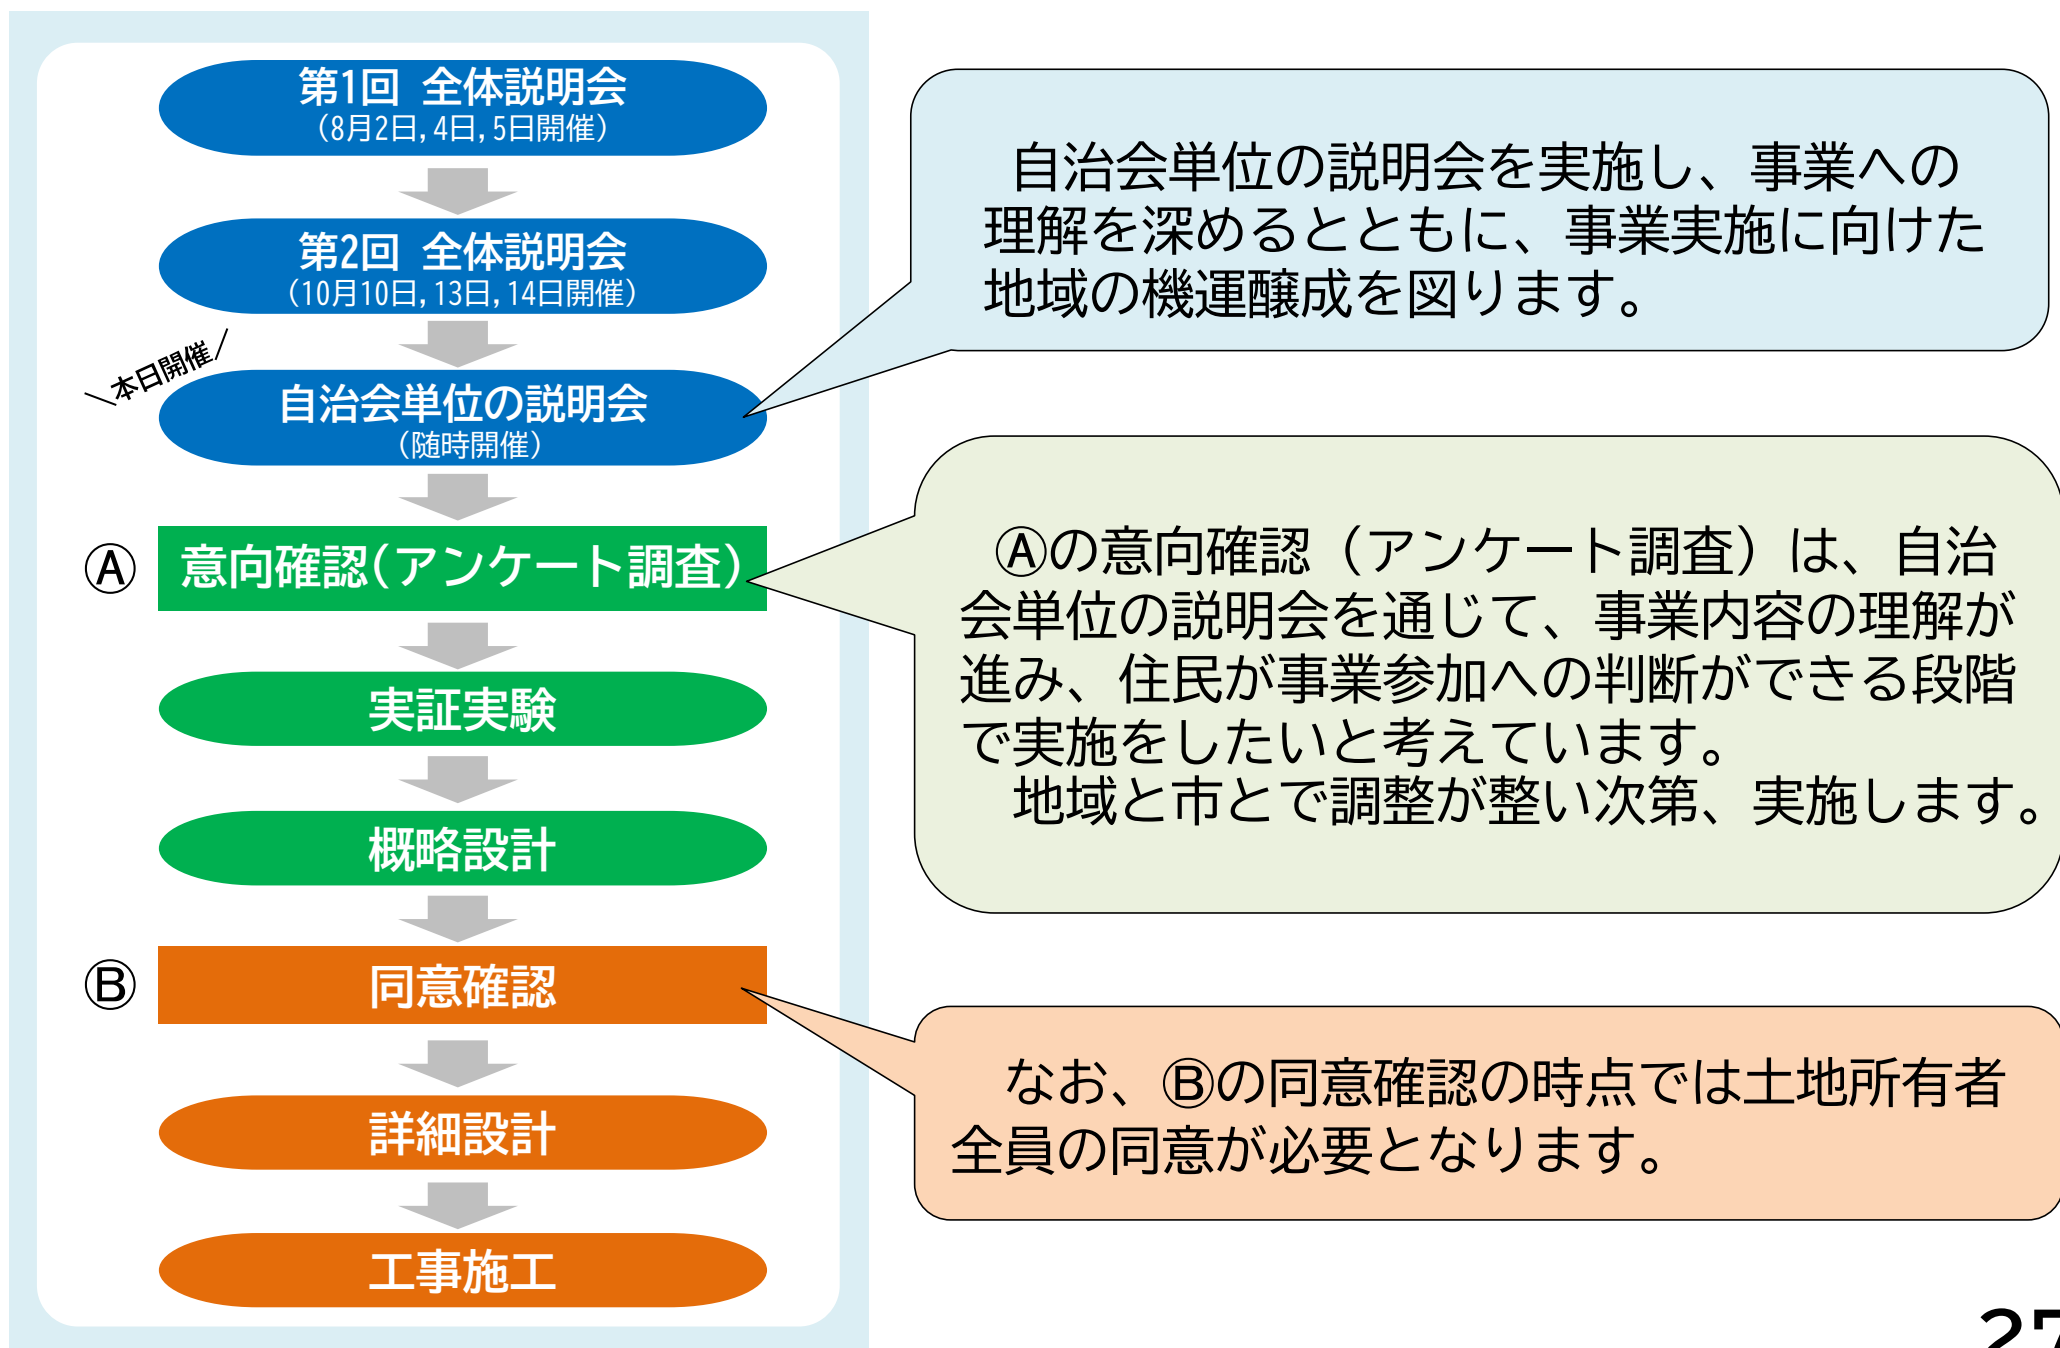 第1回 全体説明会
（8月2日,4日,5日開催）
第2回 全体説明会
（10月10日,13日,14日開催）
＼本日開催／
自治会単位の説明会
（随時開催）
Ⓐ
意向確認(アンケート調査)
実証実験
概略設計
Ⓑ
同意確認
詳細設計
工事施工
自治会単位の説明会を実施し、事業への
理解を深めるとともに、事業実施に向けた
地域の機運醸成を図ります。
Ⓐの意向確認（アンケート調査）は、自治
会単位の説明会を通じて、事業内容の理解が
進み、住民が事業参加への判断ができる段階
で実施をしたいと考えています。
地域と市とで調整が整い次第、実施します。
なお、Ⓑの同意確認の時点では土地所有者
全員の同意が必要となります。
27